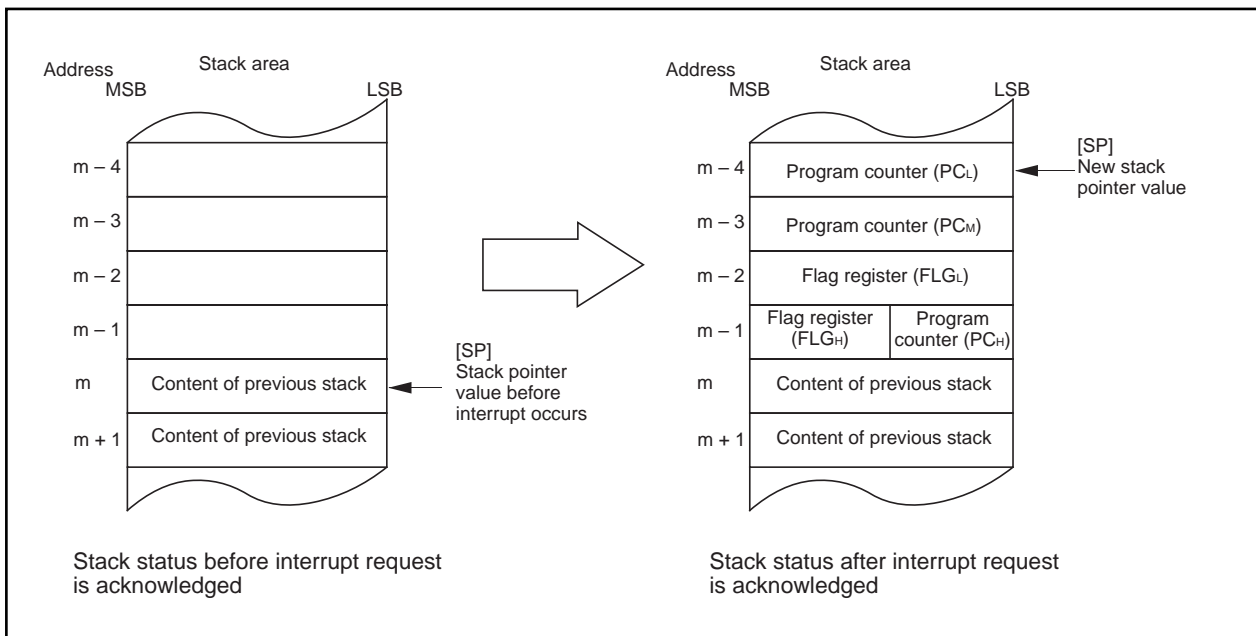 Address
Stack area
MSB
LSB
m – 4
m – 3
m – 2
m – 1
m
Content of previous stack
m + 1
Content of previous stack
[SP]
Stack pointer
value before
interrupt occurs
Stack status before interrupt request
is acknowledged
Address
Stack area
MSB
LSB
m – 4
Program counter (PCL)
[SP]
New stack
pointer value
m – 3
Program counter (PCM)
m – 2
Flag register (FLGL)
m – 1
Flag register
(FLGH)
Program
counter (PCH)
m
Content of previous stack
m + 1
Content of previous stack
Stack status after interrupt request
is acknowledged